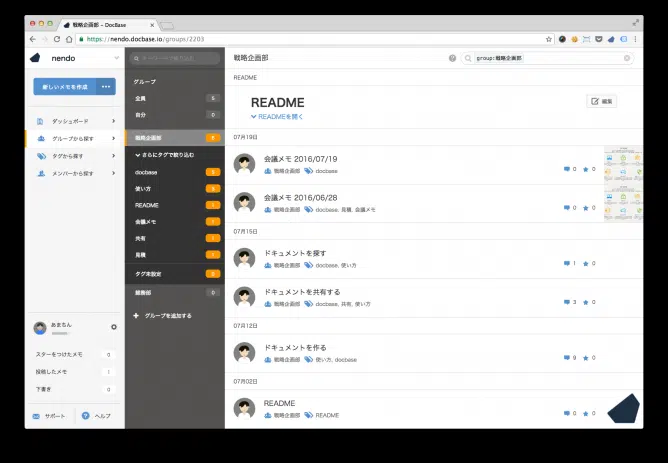 戦略企画部 - DocBase
https://nendo.docbase.io/groups/2203
nendo
新しいメモを作成
ダッシュボード
グループから探す
タグから探す
メンバーから探す
あまるん
スターをつけたメモ 0
投稿したメモ 1
下書き 0
サポート
ヘルプ
グループ
全員
自分 0
戦略企画部 6
さらにタグで絞り込む
docbase
使い方
README 1
会議メモ
共有 1
見積 1
タグ未設定 0
総務部 0
グループを追加する
戦略企画部
group:戦略企画部
README
README
READMEを開く
編集
07月19日
会議メモ 2016/07/19
戦略企画部 docbase
0 0
会議メモ 2016/06/28
戦略企画部 docbase, 見積, 会議メモ
0 0
07月15日
ドキュメントを探す
戦略企画部 docbase, 使い方
1 0
ドキュメントを共有する
戦略企画部 docbase, 共有, 使い方
3 0
07月12日
ドキュメントを作る
戦略企画部 使い方, docbase
9 0
07月02日
README
戦略企画部 README
0 0